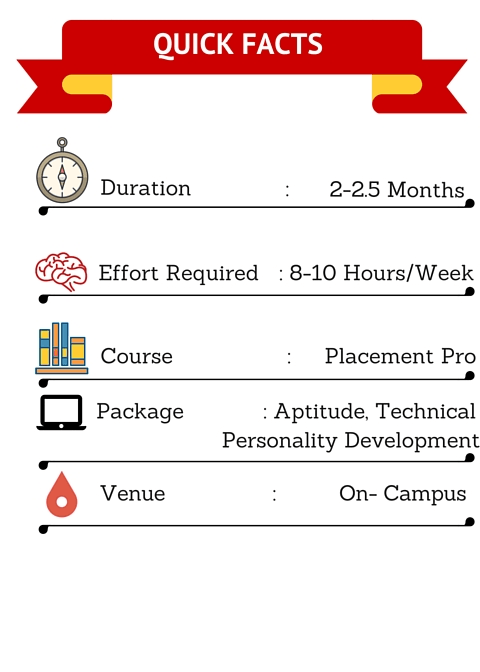 QUICK FACTS
Duration : 2-2.5 Months
Effort Required : 8-10 Hours/Week
Course : Placement Pro
Package : Aptitude, Technical
Personality Development
Venue : On- Campus